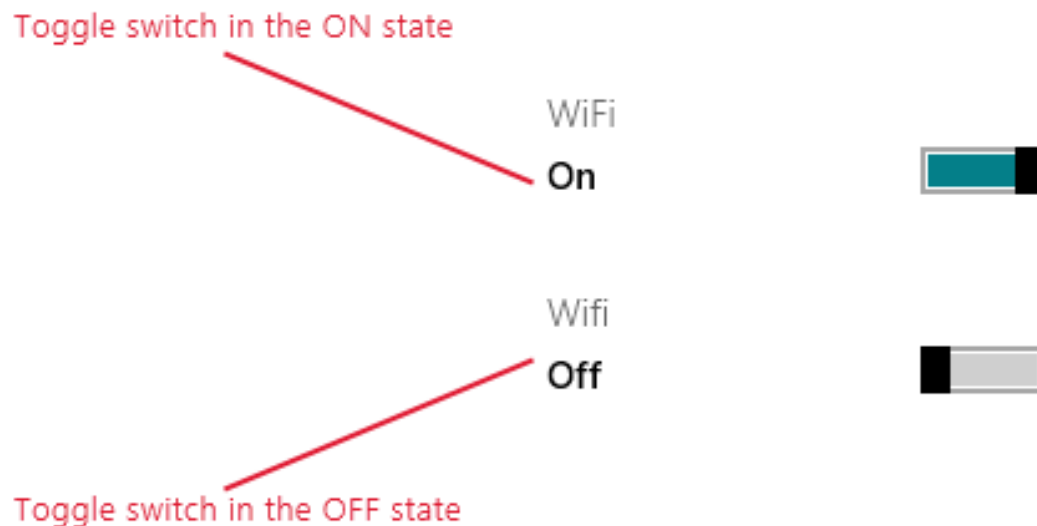 Toggle switch in the ON state
WiFi
On
Wifi
Off
Toggle switch in the OFF state